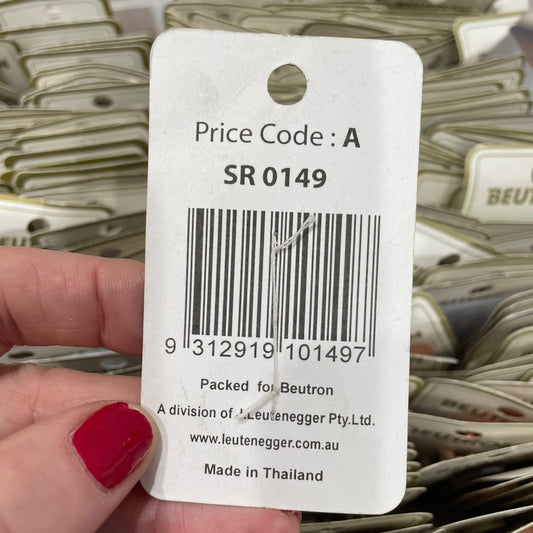 Price Code : A
SR 0149
9 312919 101497
Packed for Beutron
A division of J.Leutenegger Pty.Ltd.
www.leutenegger.com.au
Made in Thailand
BEU